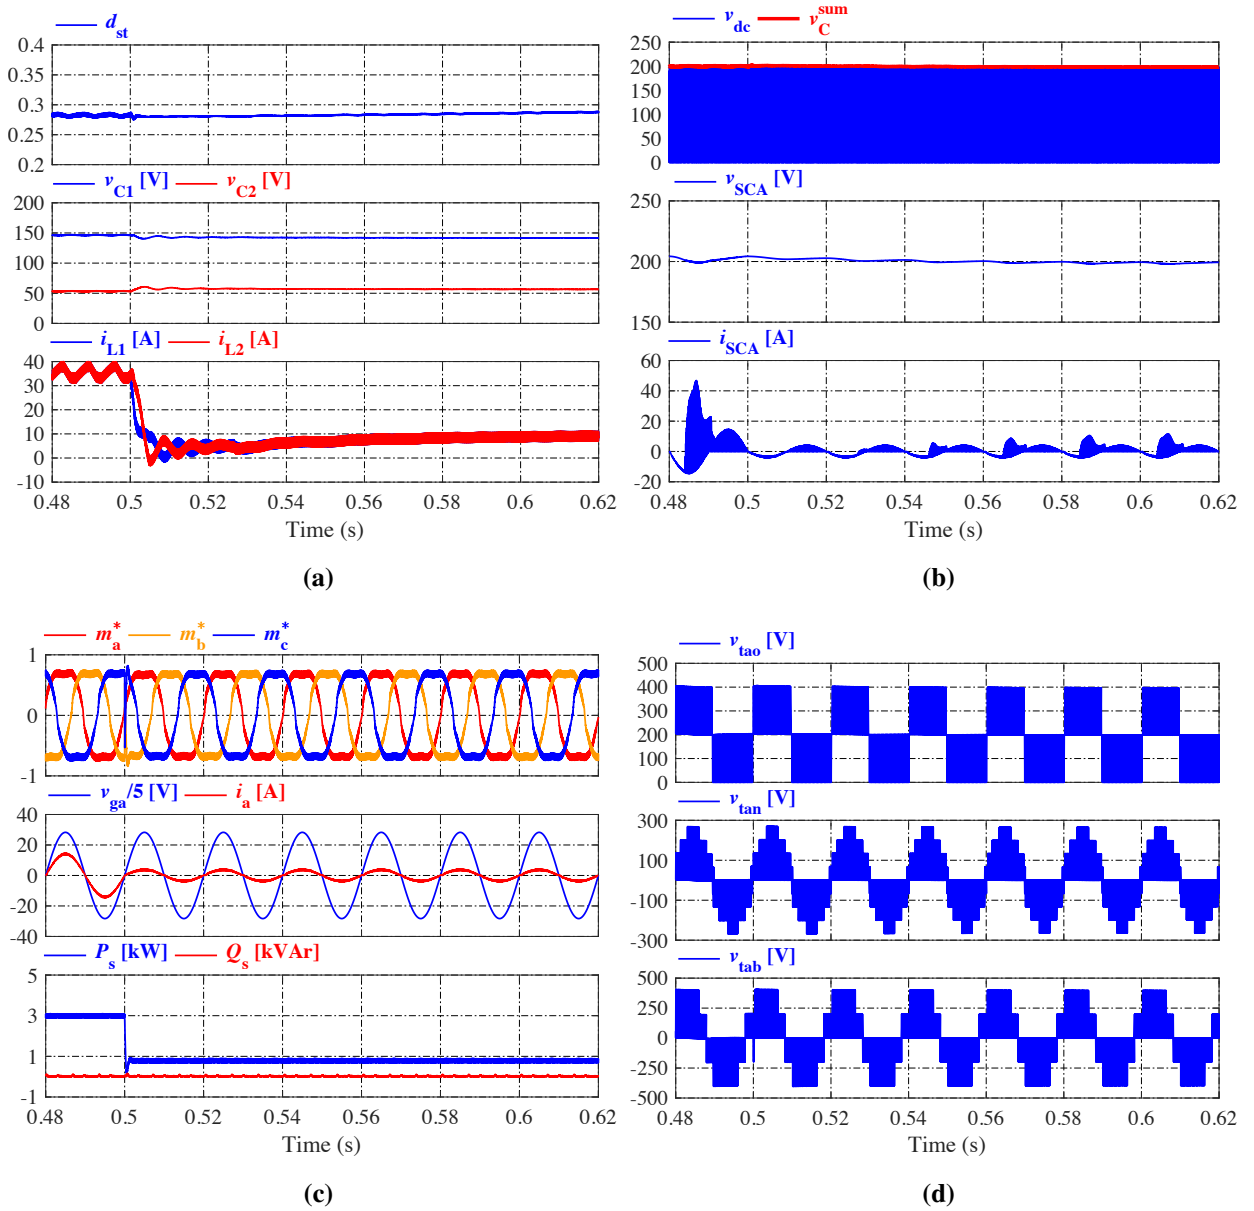 d_st
0.4
0.3
0.25
0.2
v_C1 [V] v_C2 [V]
200
150
100
50
0
i_L1 [A] i_L2 [A]
40
30
20
10
0
-10
0.48 0.5 0.52 0.54 0.56 0.58 0.6 0.62
Time (s)
(a)
v_dc v_C^sum
250
200
150
100
50
0
v_SCA [V]
250
200
150
i_SCA [A]
60
40
20
0
-20
0.48 0.5 0.52 0.54 0.56 0.58 0.6 0.62
Time (s)
(b)
m_a^* m_b^* m_c^*
1
0
-1
v_ga/5 [V] i_a [A]
40
20
0
-20
-40
P_s [kW] Q_s [kVAr]
5
3
1
-1
0.48 0.5 0.52 0.54 0.56 0.58 0.6 0.62
Time (s)
(c)
v_tao [V]
500
400
300
200
100
0
v_tan [V]
300
100
-100
-300
v_tab [V]
500
250
0
-250
-500
0.48 0.5 0.52 0.54 0.56 0.58 0.6 0.62
Time (s)
(d)